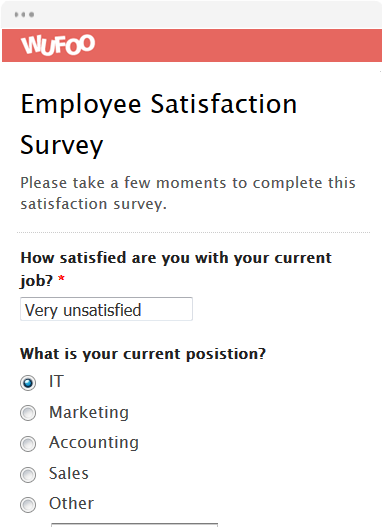 WUFOO
Employee Satisfaction
Survey
Please take a few moments to complete this
satisfaction survey.
How satisfied are you with your current
job? *
Very unsatisfied
What is your current posistion?
IT
Marketing
Accounting
Sales
Other